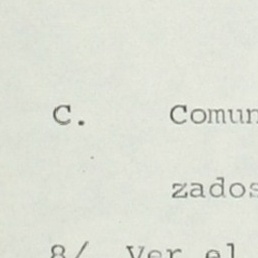 C. Comun
zados
8/ Ver el